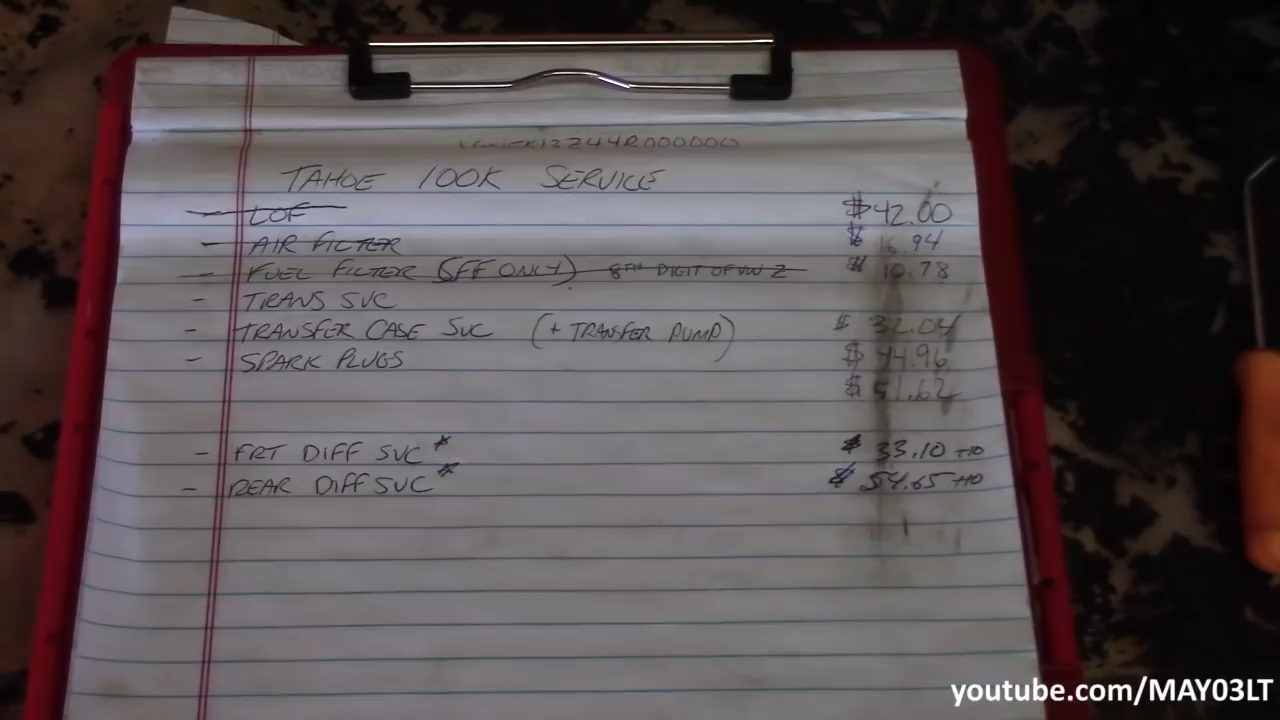 TAHOE 100K SERVICE
- LOF $42.00
- AIR FILTER $ 16.94
- FUEL FILTER (FF ONLY) 8TH DIGIT OF VIN Z $ 10.78
- TRANS SVC
- TRANSFER CASE SVC (+ TRANSFER PUMP) $ 32.04
- SPARK PLUGS $ 44.96
$ 51.62
- FRT DIFF SVC* $ 33.10 +10
- REAR DIFF SVC* $ 54.65 +10
youtube.com/MAY03LT